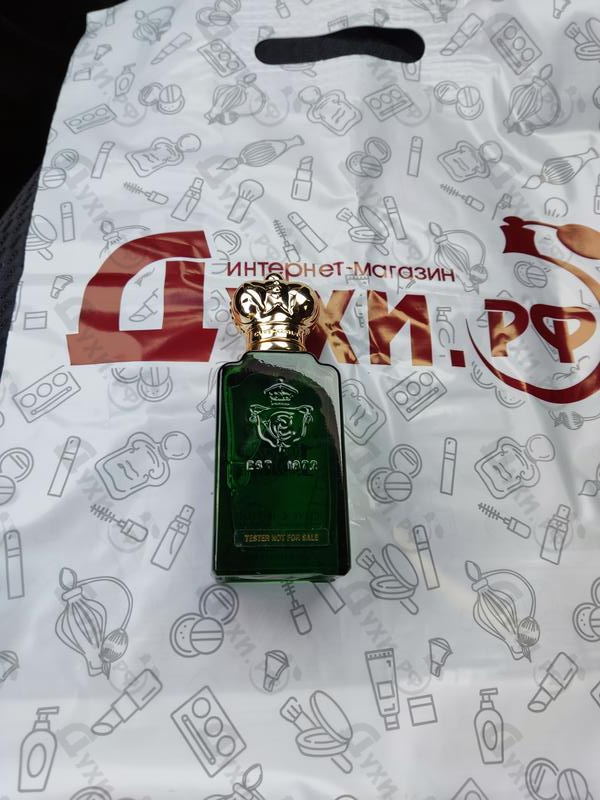 интернет-магазин
Духи.рф
EST 1872
TESTER NOT FOR SALE